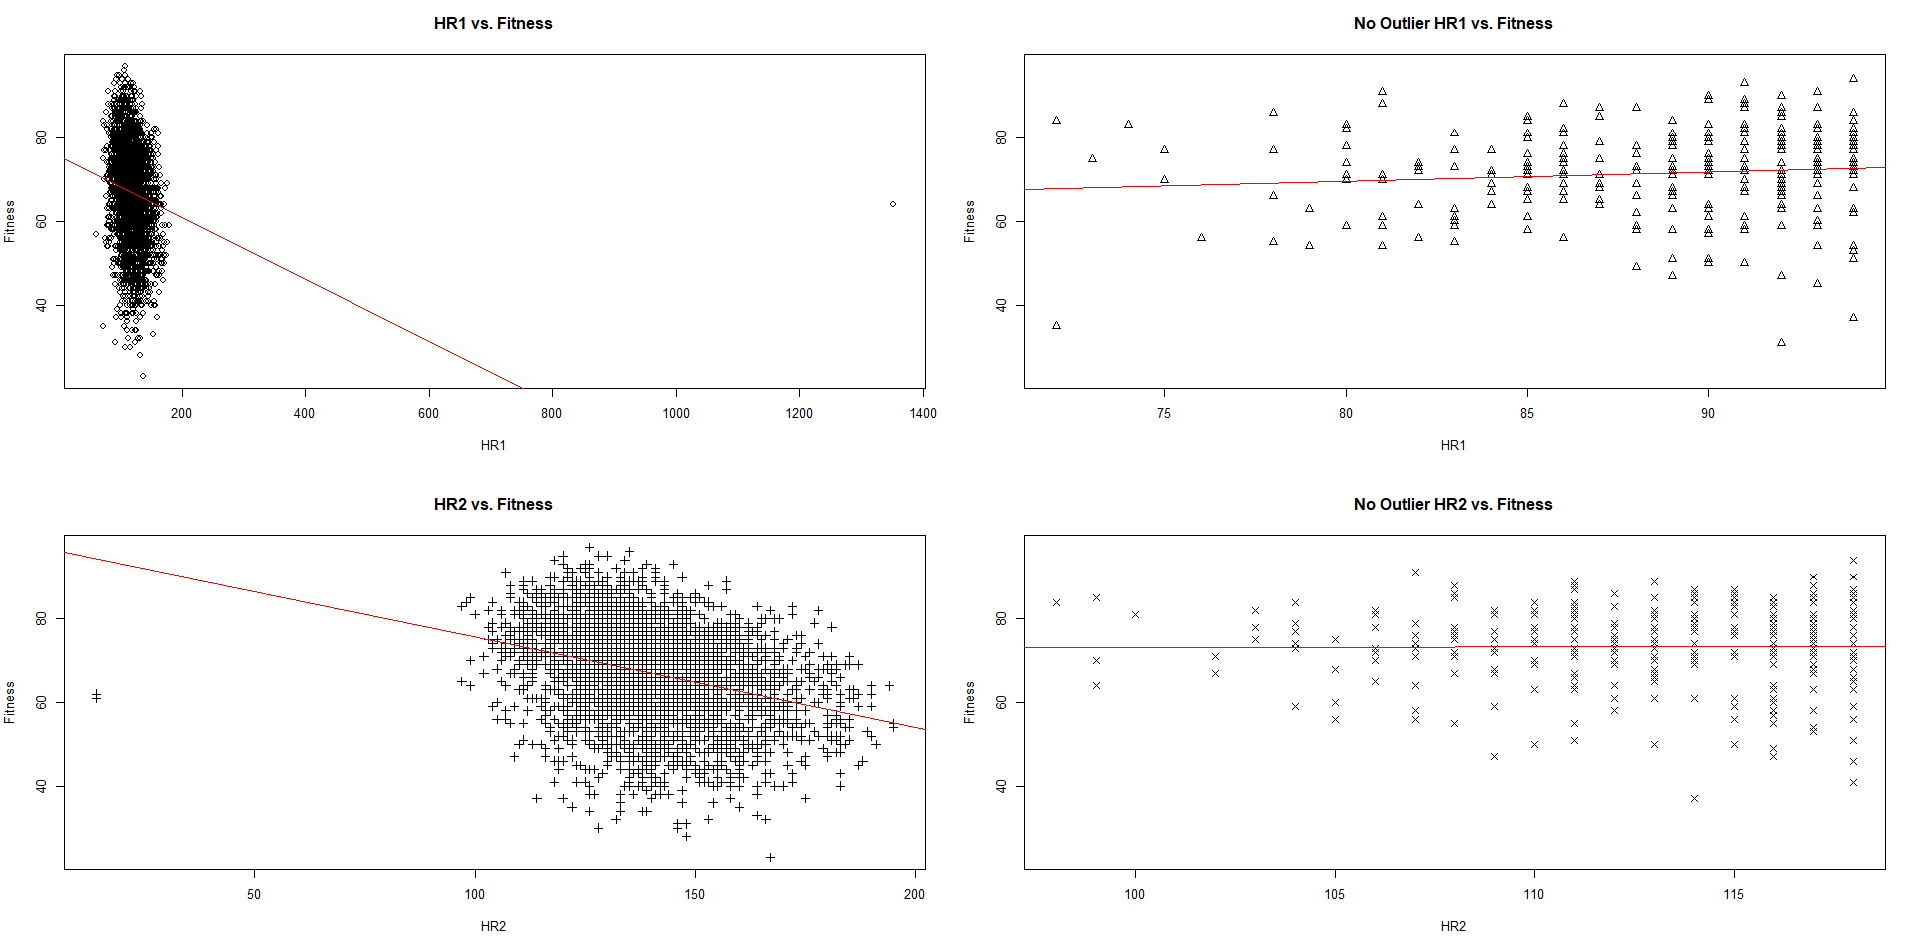 HR1 vs. Fitness
Fitness
40 60 80
200 400 600 800 1000 1200 1400
HR1
No Outlier HR1 vs. Fitness
Fitness
40 60 80
75 80 85 90
HR1
HR2 vs. Fitness
Fitness
40 60 80
50 100 150 200
HR2
No Outlier HR2 vs. Fitness
Fitness
40 60 80
100 105 110 115
HR2